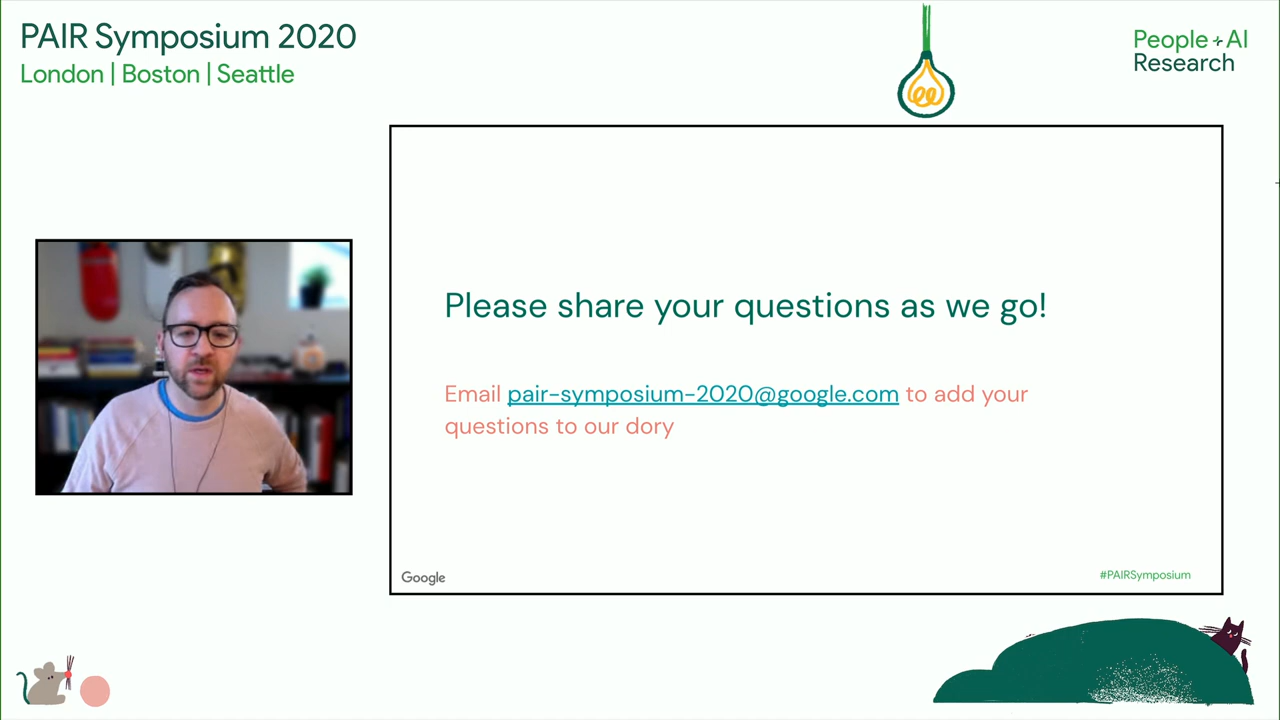 PAIR Symposium 2020
London | Boston | Seattle
People + AI
Research
Please share your questions as we go!
Email pair-symposium-2020@google.com to add your
questions to our dory
Google
#PAIRSymposium